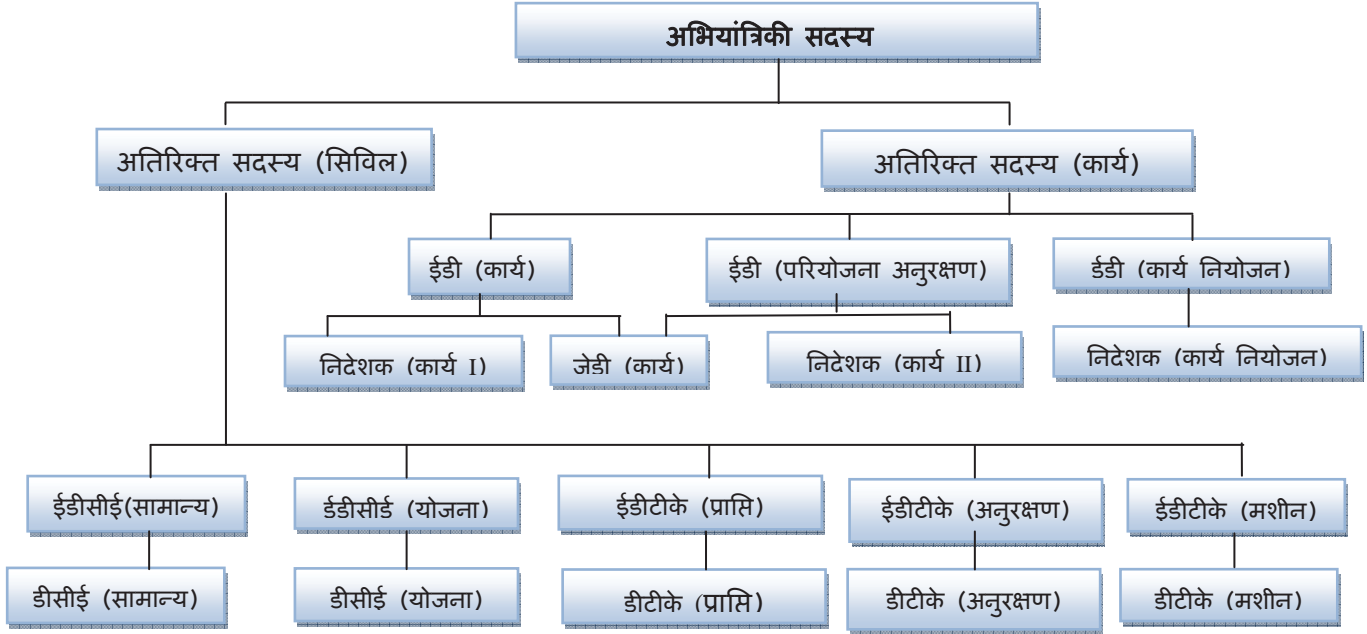 अभियांत्रिकी सदस्य
अतिरिक्त सदस्य (सिविल)
अतिरिक्त सदस्य (कार्य)
ईडी (कार्य)
ईडी (परियोजना अनुरक्षण)
ईडी (कार्य नियोजन)
निदेशक (कार्य I)
जेडी (कार्य)
निदेशक (कार्य II)
निदेशक (कार्य नियोजन)
ईडीसीई(सामान्य)
ईडीसीई (योजना)
ईडीटीके (प्राप्ति)
ईडीटीके (अनुरक्षण)
ईडीटीके (मशीन)
डीसीई (सामान्य)
डीसीई (योजना)
डीटीके (प्राप्ति)
डीटीके (अनुरक्षण)
डीटीके (मशीन)